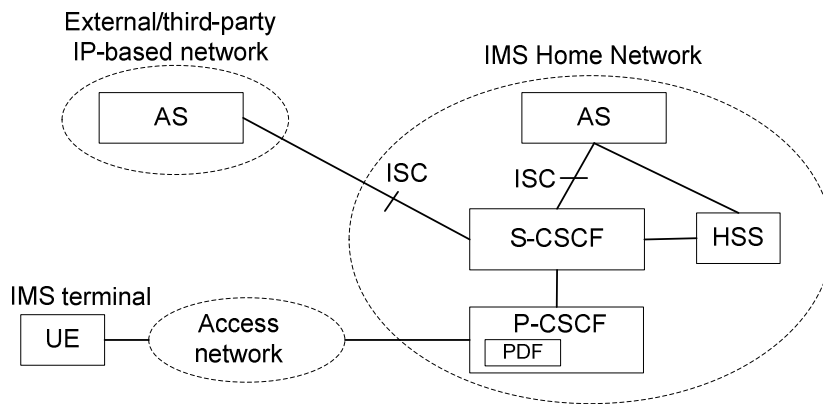 External/third-party
IP-based network
AS
IMS Home Network
AS
ISC
ISC
S-CSCF
HSS
IMS terminal
UE
Access
network
P-CSCF
PDF